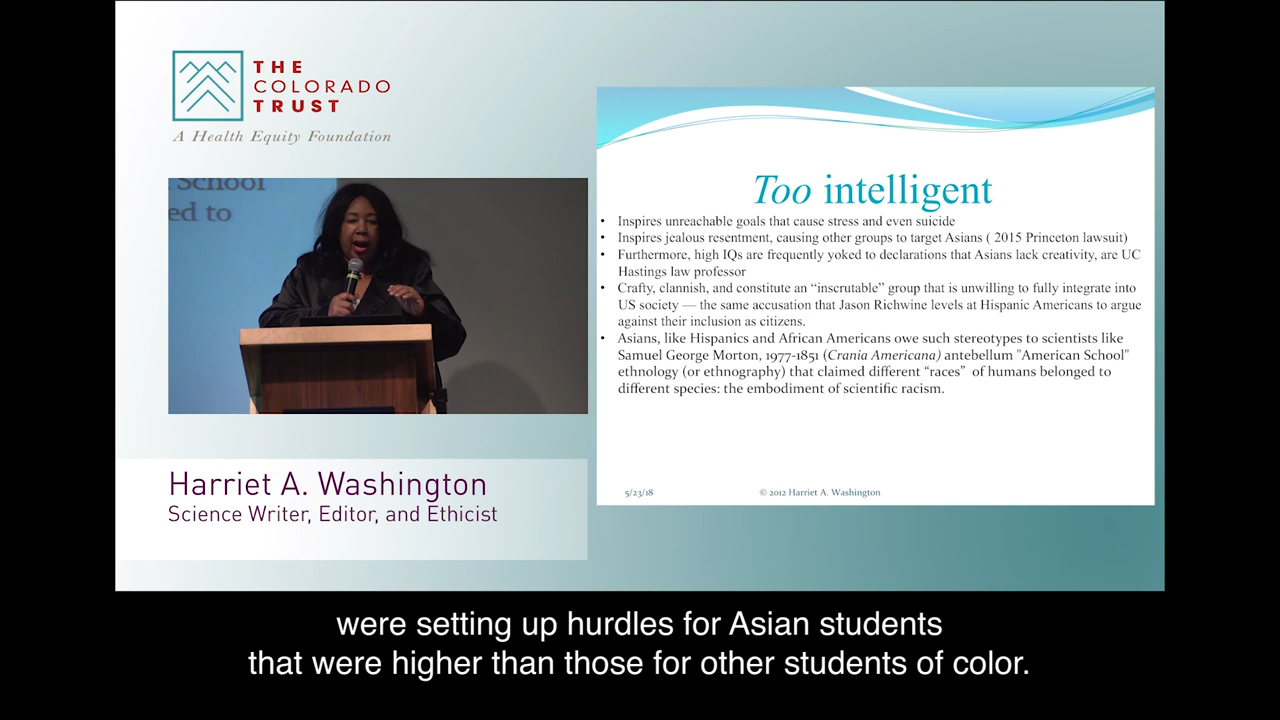 THE
COLORADO
TRUST
A Health Equity Foundation
School
ed to
Harriet A. Washington
Science Writer, Editor, and Ethicist
Too intelligent
• Inspires unreachable goals that cause stress and even suicide
• Inspires jealous resentment, causing other groups to target Asians ( 2015 Princeton lawsuit)
• Furthermore, high IQs are frequently yoked to declarations that Asians lack creativity, are UC
Hastings law professor
• Crafty, clannish, and constitute an “inscrutable” group that is unwilling to fully integrate into
US society — the same accusation that Jason Richwine levels at Hispanic Americans to argue
against their inclusion as citizens.
• Asians, like Hispanics and African Americans owe such stereotypes to scientists like
Samuel George Morton, 1977-1851 (Crania Americana) antebellum "American School"
ethnology (or ethnography) that claimed different “races” of humans belonged to
different species: the embodiment of scientific racism.
5/23/18
© 2012 Harriet A. Washington
were setting up hurdles for Asian students
that were higher than those for other students of color.